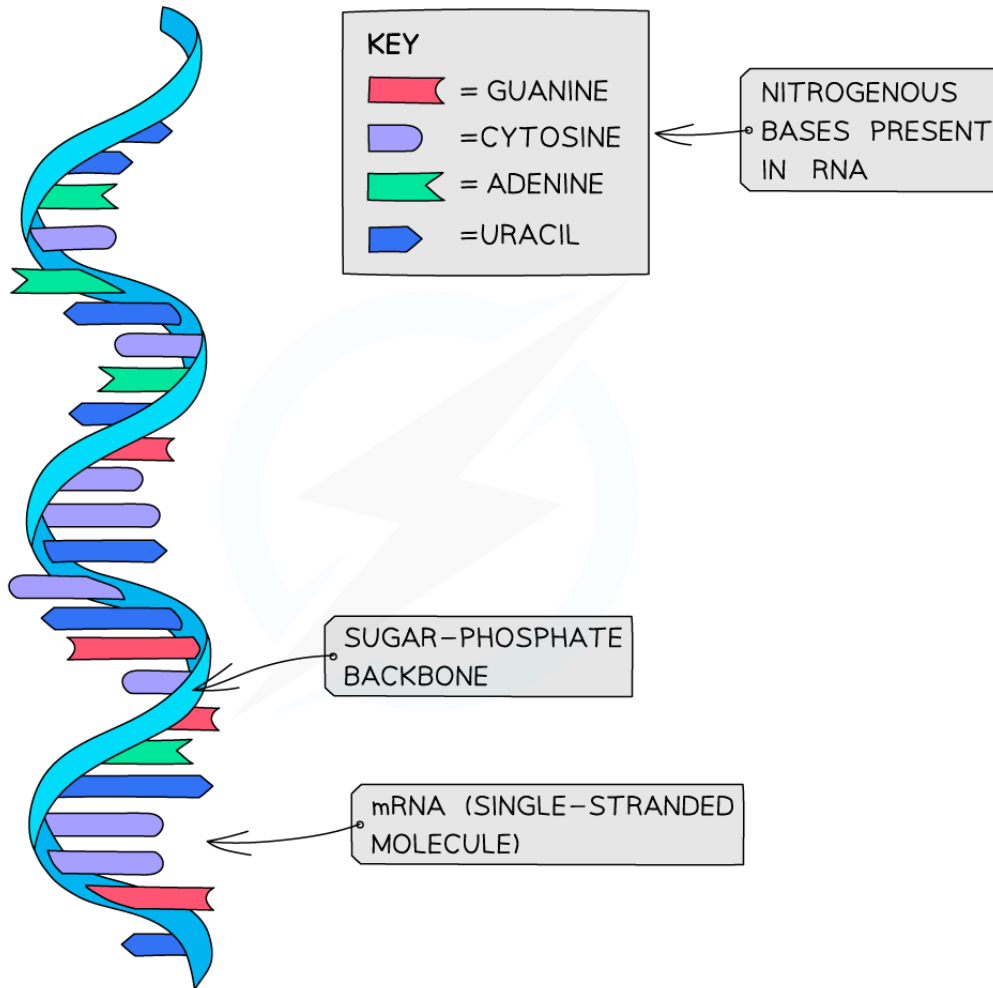 KEY
= GUANINE
=CYTOSINE
= ADENINE
=URACIL
NITROGENOUS
BASES PRESENT
IN RNA
SUGAR-PHOSPHATE
BACKBONE
mRNA (SINGLE-STRANDED
MOLECULE)